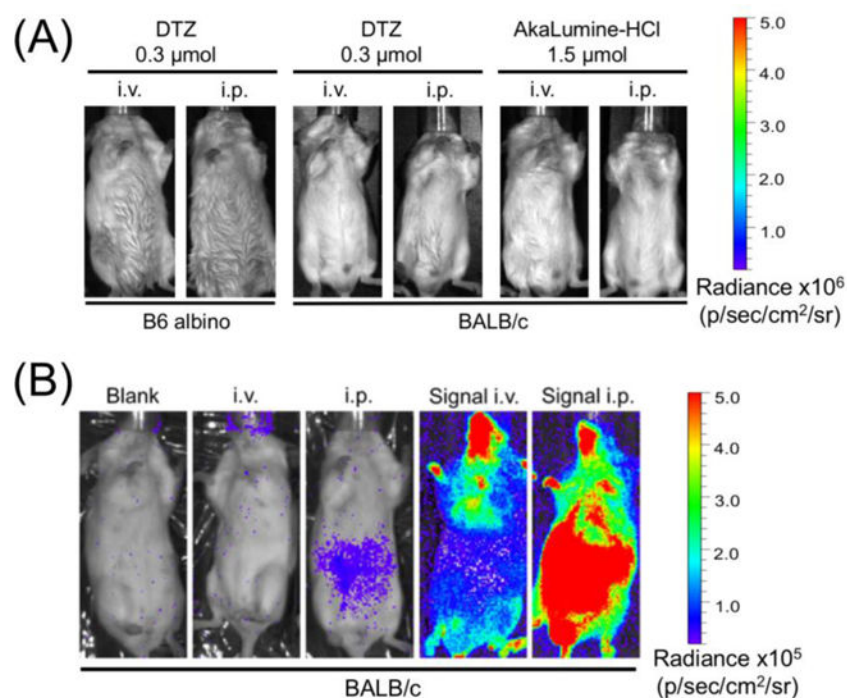 (A)
DTZ
0.3 μmol
DTZ
0.3 μmol
AkaLumine-HCl
1.5 μmol
i.v.
i.p.
i.v.
i.p.
i.v.
i.p.
5.0
4.0
3.0
2.0
1.0
Radiance x10⁶
(p/sec/cm²/sr)
B6 albino
BALB/c
(B)
Blank
i.v.
i.p.
Signal i.v.
Signal i.p.
5.0
4.0
3.0
2.0
1.0
Radiance x10⁵
(p/sec/cm²/sr)
BALB/c